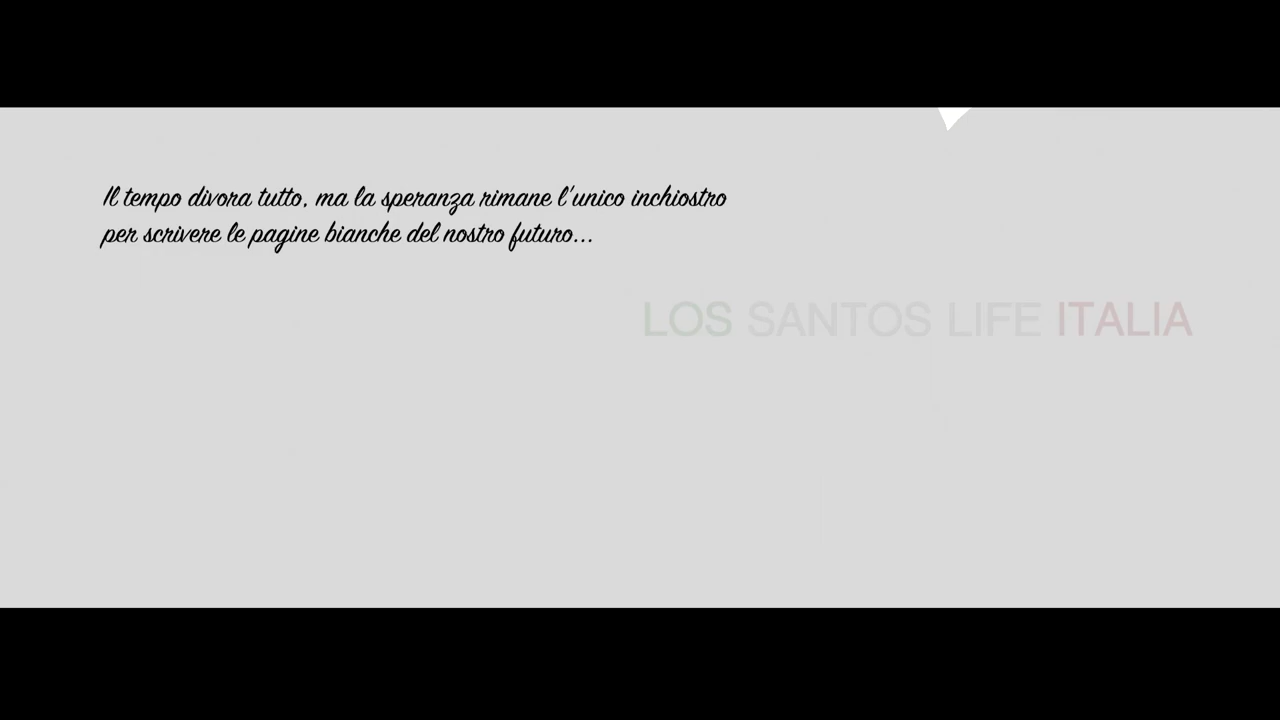 Il tempo divora tutto, ma la speranza rimane l'unico inchiostro
per scrivere le pagine bianche del nostro futuro...
LOS SANTOS LIFE ITALIA